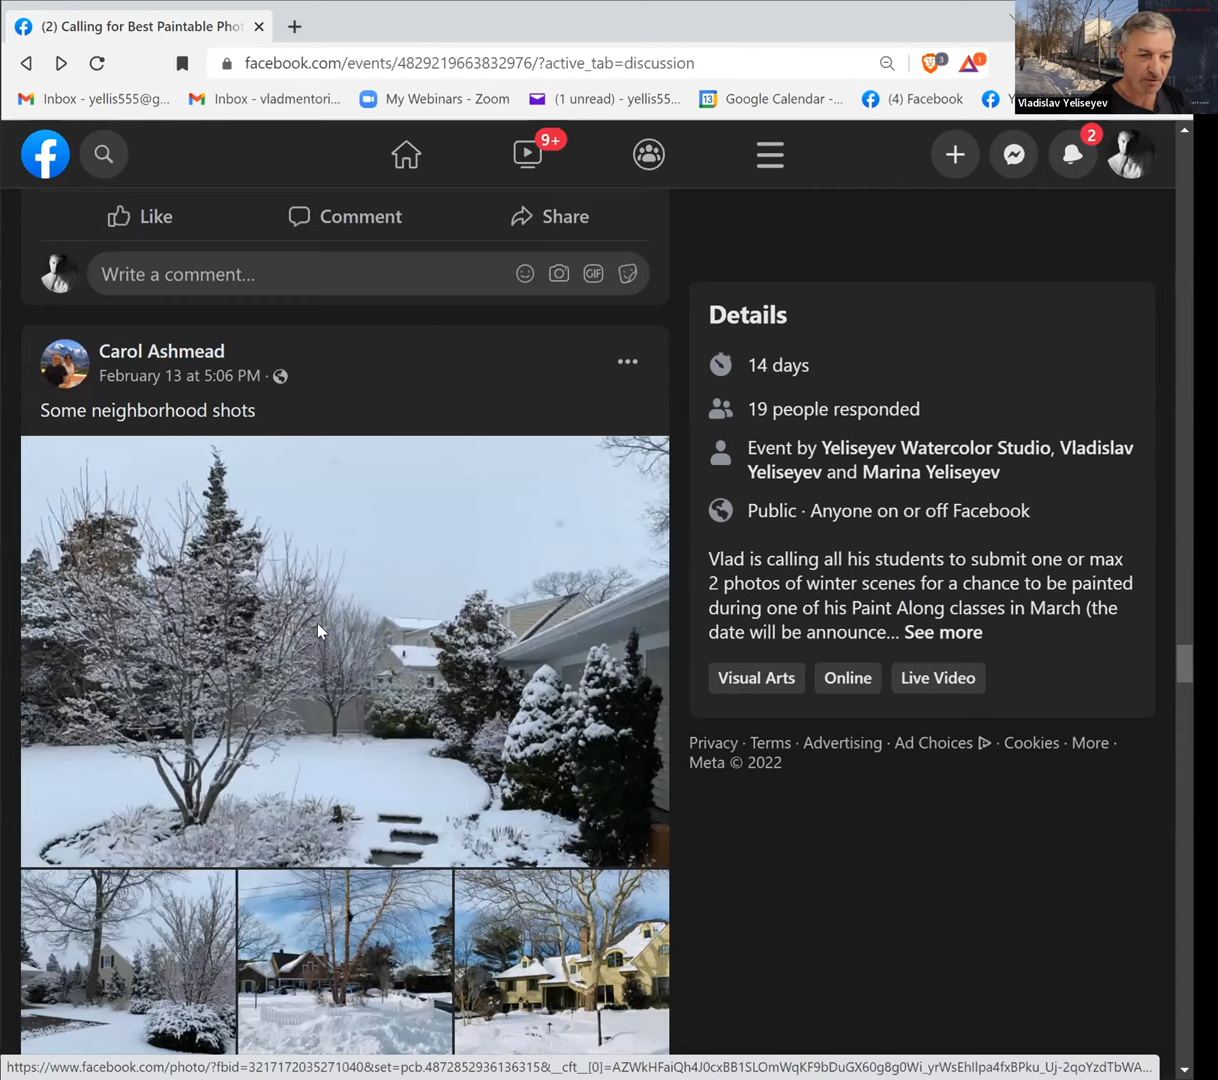 (2) Calling for Best Paintable Pho
facebook.com/events/4829219663832976/?active_tab=discussion
3
1
Inbox - yellis555@g...
Inbox - vladmentori...
My Webinars - Zoom
(1 unread) - yellis55...
13
Google Calendar -...
(4) Facebook
Vladislav Yeliseyev
9+
2
Like
Comment
Share
Write a comment...
GIF
Carol Ashmead
February 13 at 5:06 PM ·
Some neighborhood shots
Details
14 days
19 people responded
Event by Yeliseyev Watercolor Studio, Vladislav
Yeliseyev and Marina Yeliseyev
Public · Anyone on or off Facebook
Vlad is calling all his students to submit one or max
2 photos of winter scenes for a chance to be painted
during one of his Paint Along classes in March (the
date will be announce... See more
Visual Arts
Online
Live Video
Privacy · Terms · Advertising · Ad Choices · Cookies · More ·
Meta © 2022
https://www.facebook.com/photo/?fbid=3217172035271040&set=pcb.4872852936136315&__cft__[0]=AZWkHFaiQh4J0cxBB1SLOmWqKF9bDuGX60g8g0Wi_yrWsEhIlpa4fxBPku_Uj-2qoYzdTbWA...